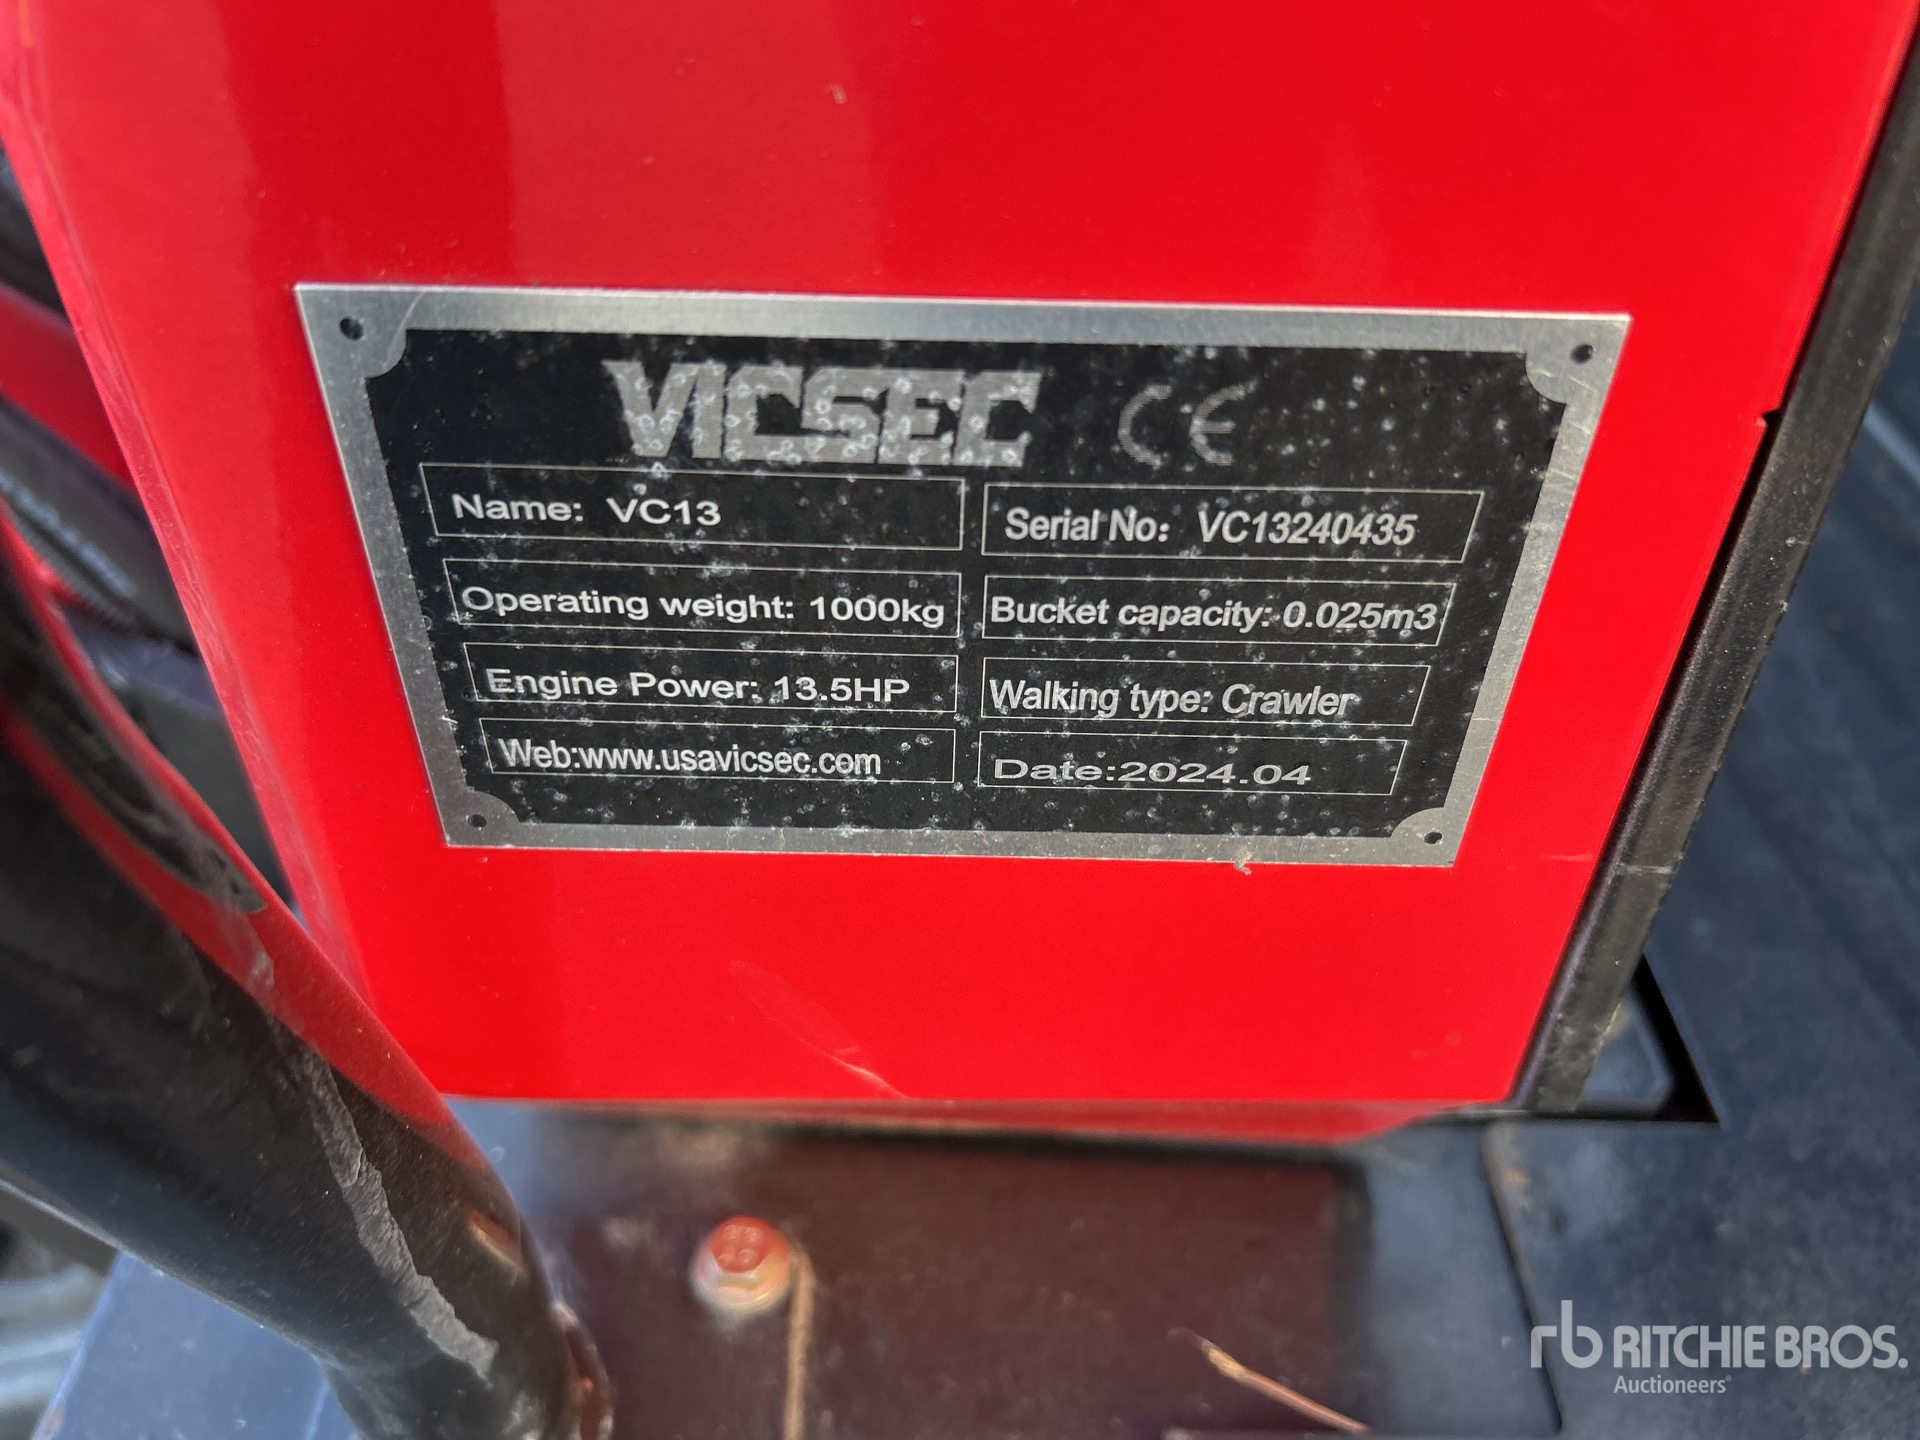 VICSEC CE
Name: VC13
Serial No: VC13240435
Operating weight: 1000kg
Bucket capacity: 0.025m3
Engine Power: 13.5HP
Walking type: Crawler
Web:www.usavicsec.com
Date:2024.04
rb RITCHIE BROS.
Auctioneers